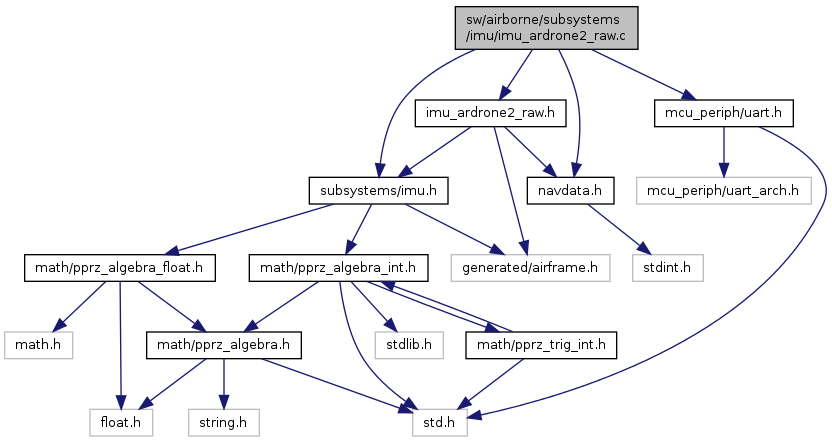 sw/airborne/subsystems
/imu/imu_ardrone2_raw.c
imu_ardrone2_raw.h
mcu_periph/uart.h
subsystems/imu.h
navdata.h
mcu_periph/uart_arch.h
math/pprz_algebra_float.h
math/pprz_algebra_int.h
generated/airframe.h
stdint.h
math.h
math/pprz_algebra.h
stdlib.h
math/pprz_trig_int.h
float.h
string.h
std.h